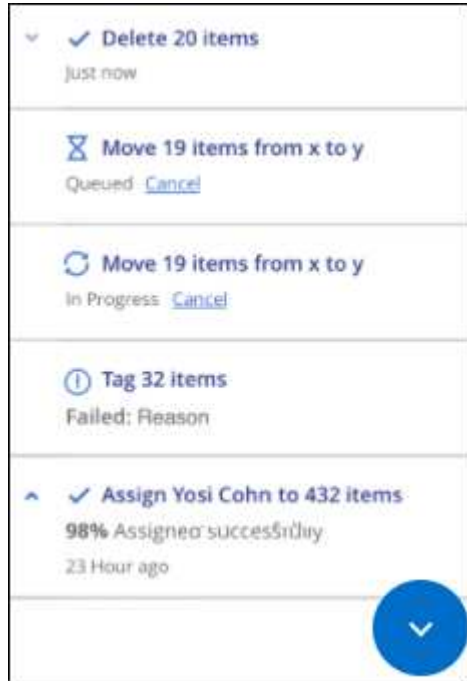 Delete 20 items
Just now
Move 19 items from x to y
Queued Cancel
Move 19 items from x to y
In Progress Cancel
Tag 32 items
Failed: Reason
Assign Yosi Cohn to 432 items
98% Assigned
23 Hour ago